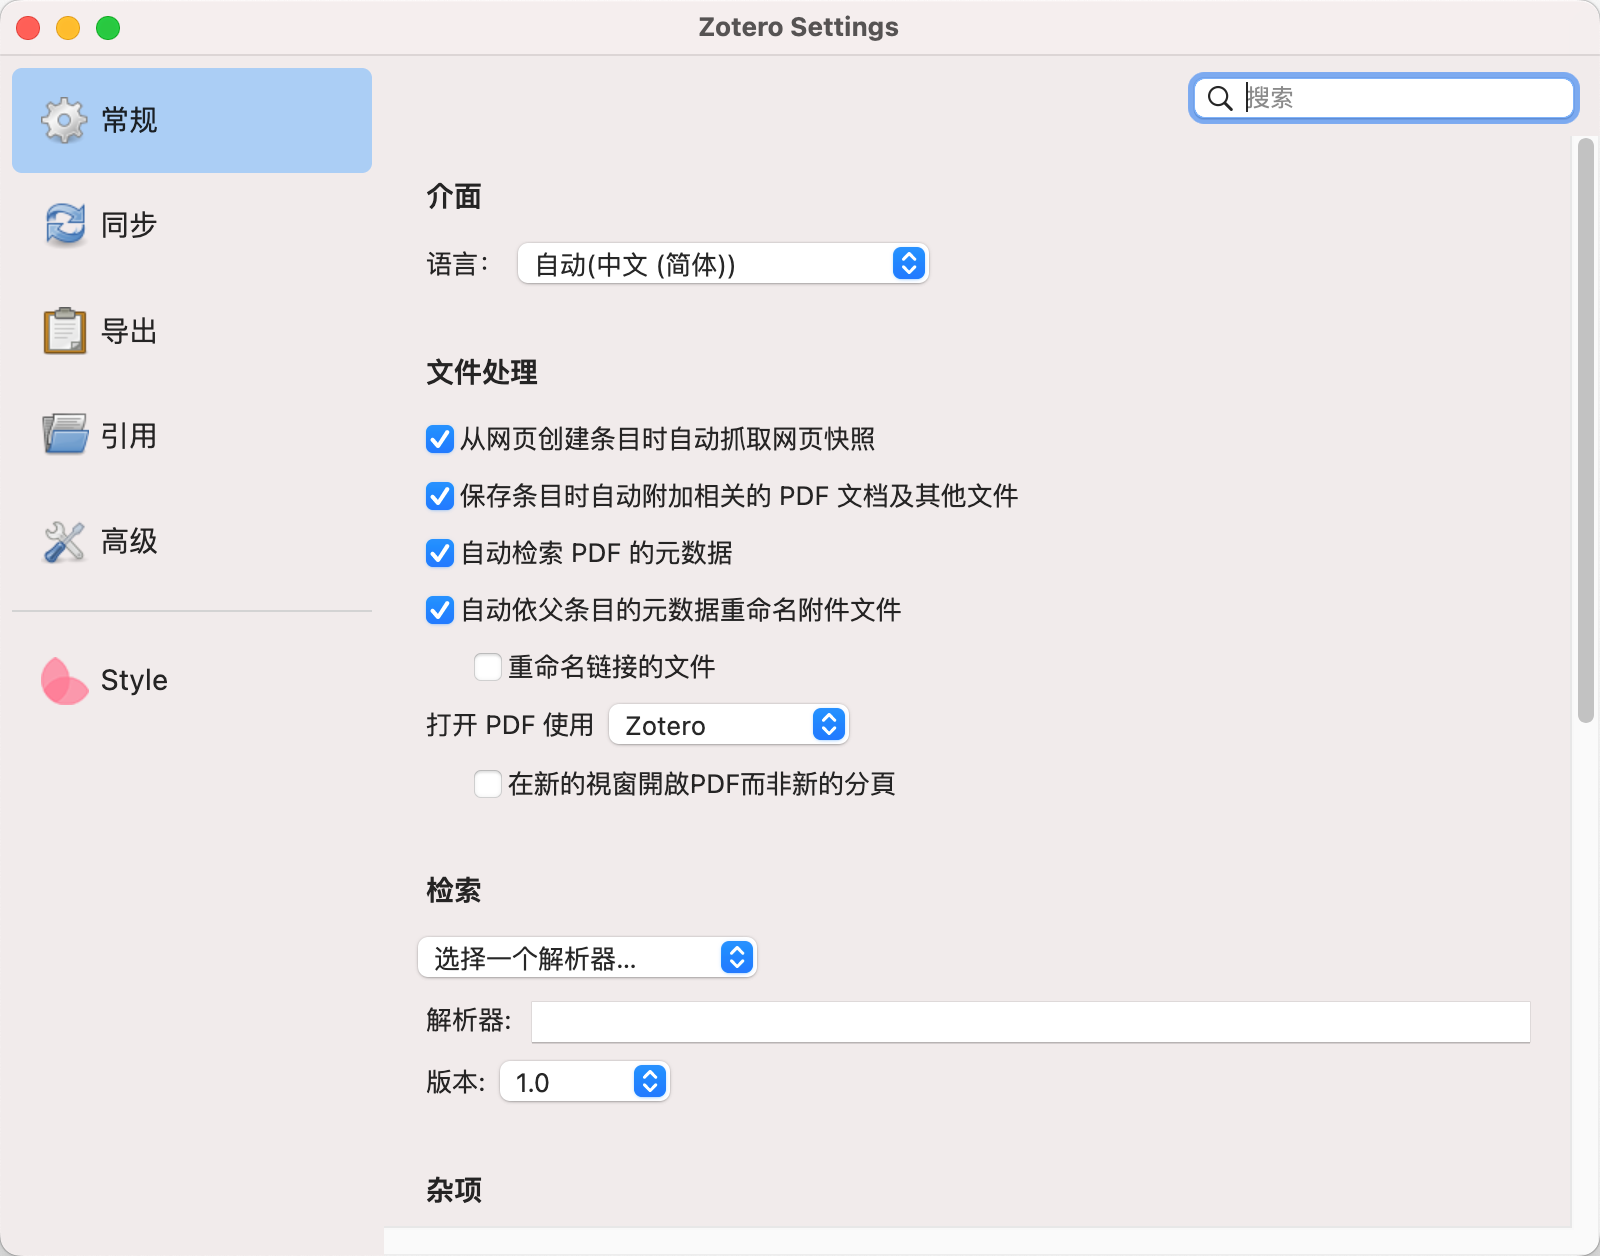 Zotero Settings
常规
同步
导出
引用
高级
Style
搜索
介面
语言：
自动(中文 (简体))
文件处理
从网页创建条目时自动抓取网页快照
保存条目时自动附加相关的 PDF 文档及其他文件
自动检索 PDF 的元数据
自动依父条目的元数据重命名附件文件
重命名链接的文件
打开 PDF 使用 Zotero
在新的視窗開啟PDF而非新的分頁
检索
选择一个解析器...
解析器:
版本: 1.0
杂项